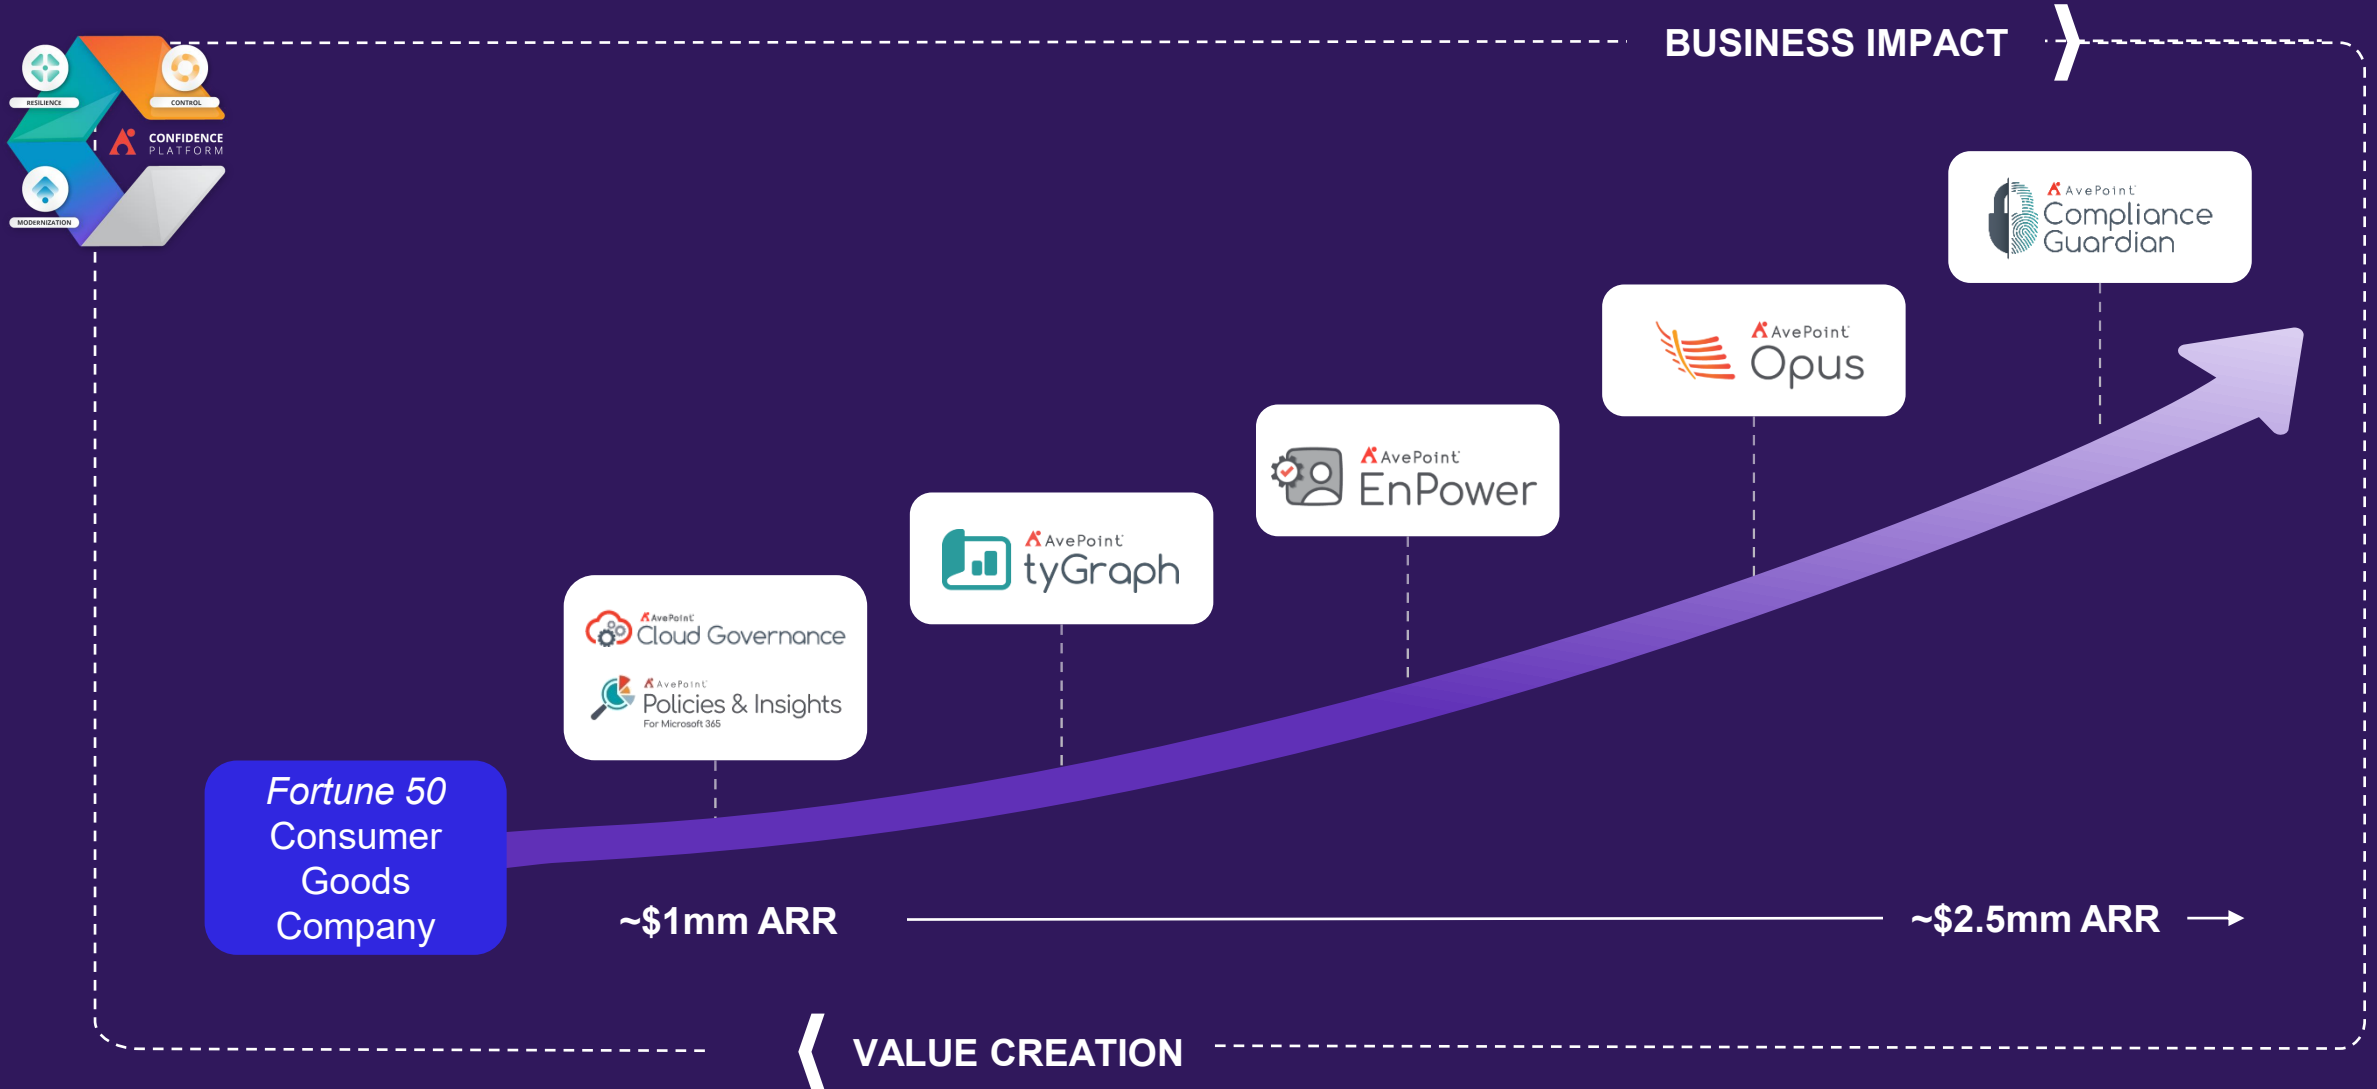 BUSINESS IMPACT
RESILIENCE
CONTROL
CONFIDENCE
PLATFORM
MODERNIZATION
AvePoint
Compliance
Guardian
AvePoint
Opus
AvePoint
EnPower
AvePoint
tyGraph
AvePoint
Cloud Governance
AvePoint
Policies & Insights
For Microsoft 365
Fortune 50
Consumer
Goods
Company
~$1mm ARR
~$2.5mm ARR
VALUE CREATION